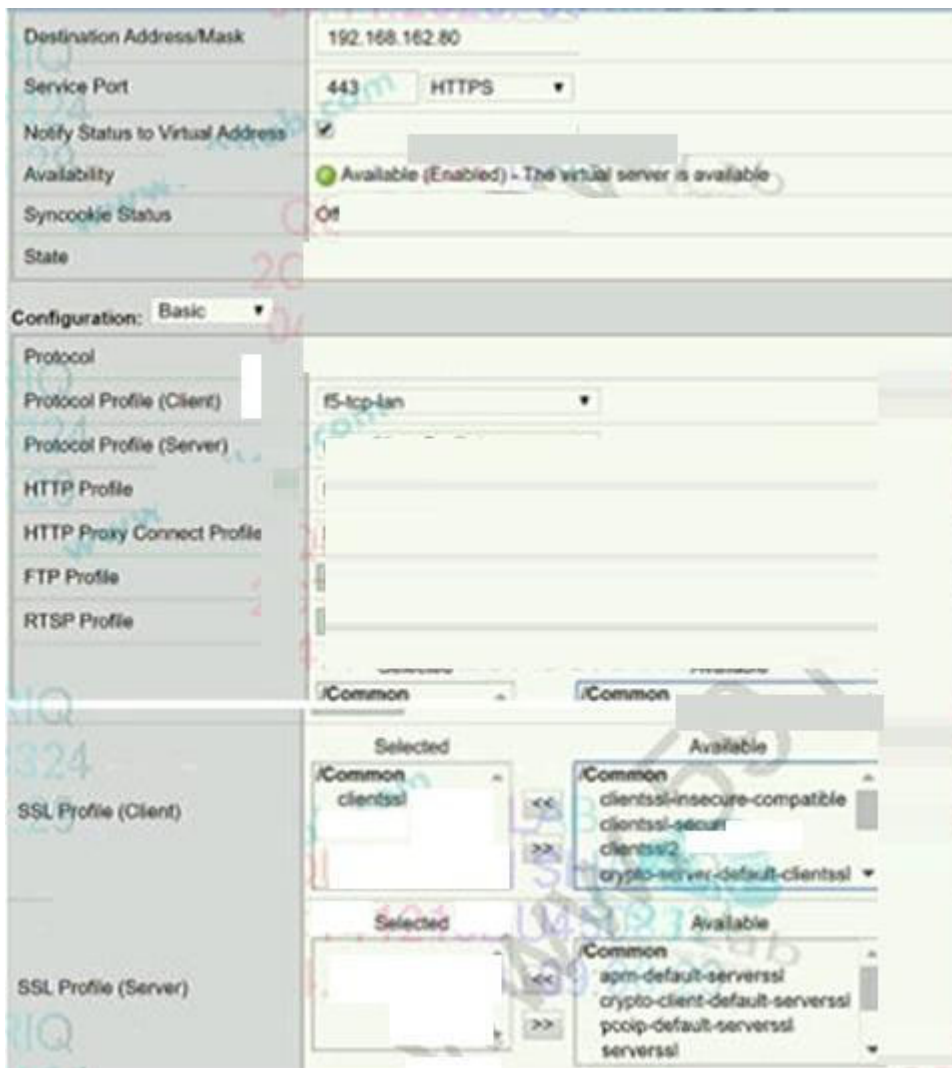 Destination Address/Mask 192.168.162.80
Service Port 443 HTTPS
Notify Status to Virtual Address
Availability Available (Enabled) - The virtual server is available
Syncookie Status Off
State
Configuration: Basic
Protocol
Protocol Profile (Client) f5-tcp-lan
Protocol Profile (Server)
HTTP Profile
HTTP Proxy Connect Profile
FTP Profile
RTSP Profile
/Common /Common
Selected Available
/Common /Common
SSL Profile (Client) clientssl << clientssl-insecure-compatible
clientssl-secure
>> clientssl2
crypto-server-default-clientssl
Selected Available
/Common
SSL Profile (Server) << apm-default-serverssl
crypto-client-default-serverssl
>> pcoip-default-serverssl
serverssl